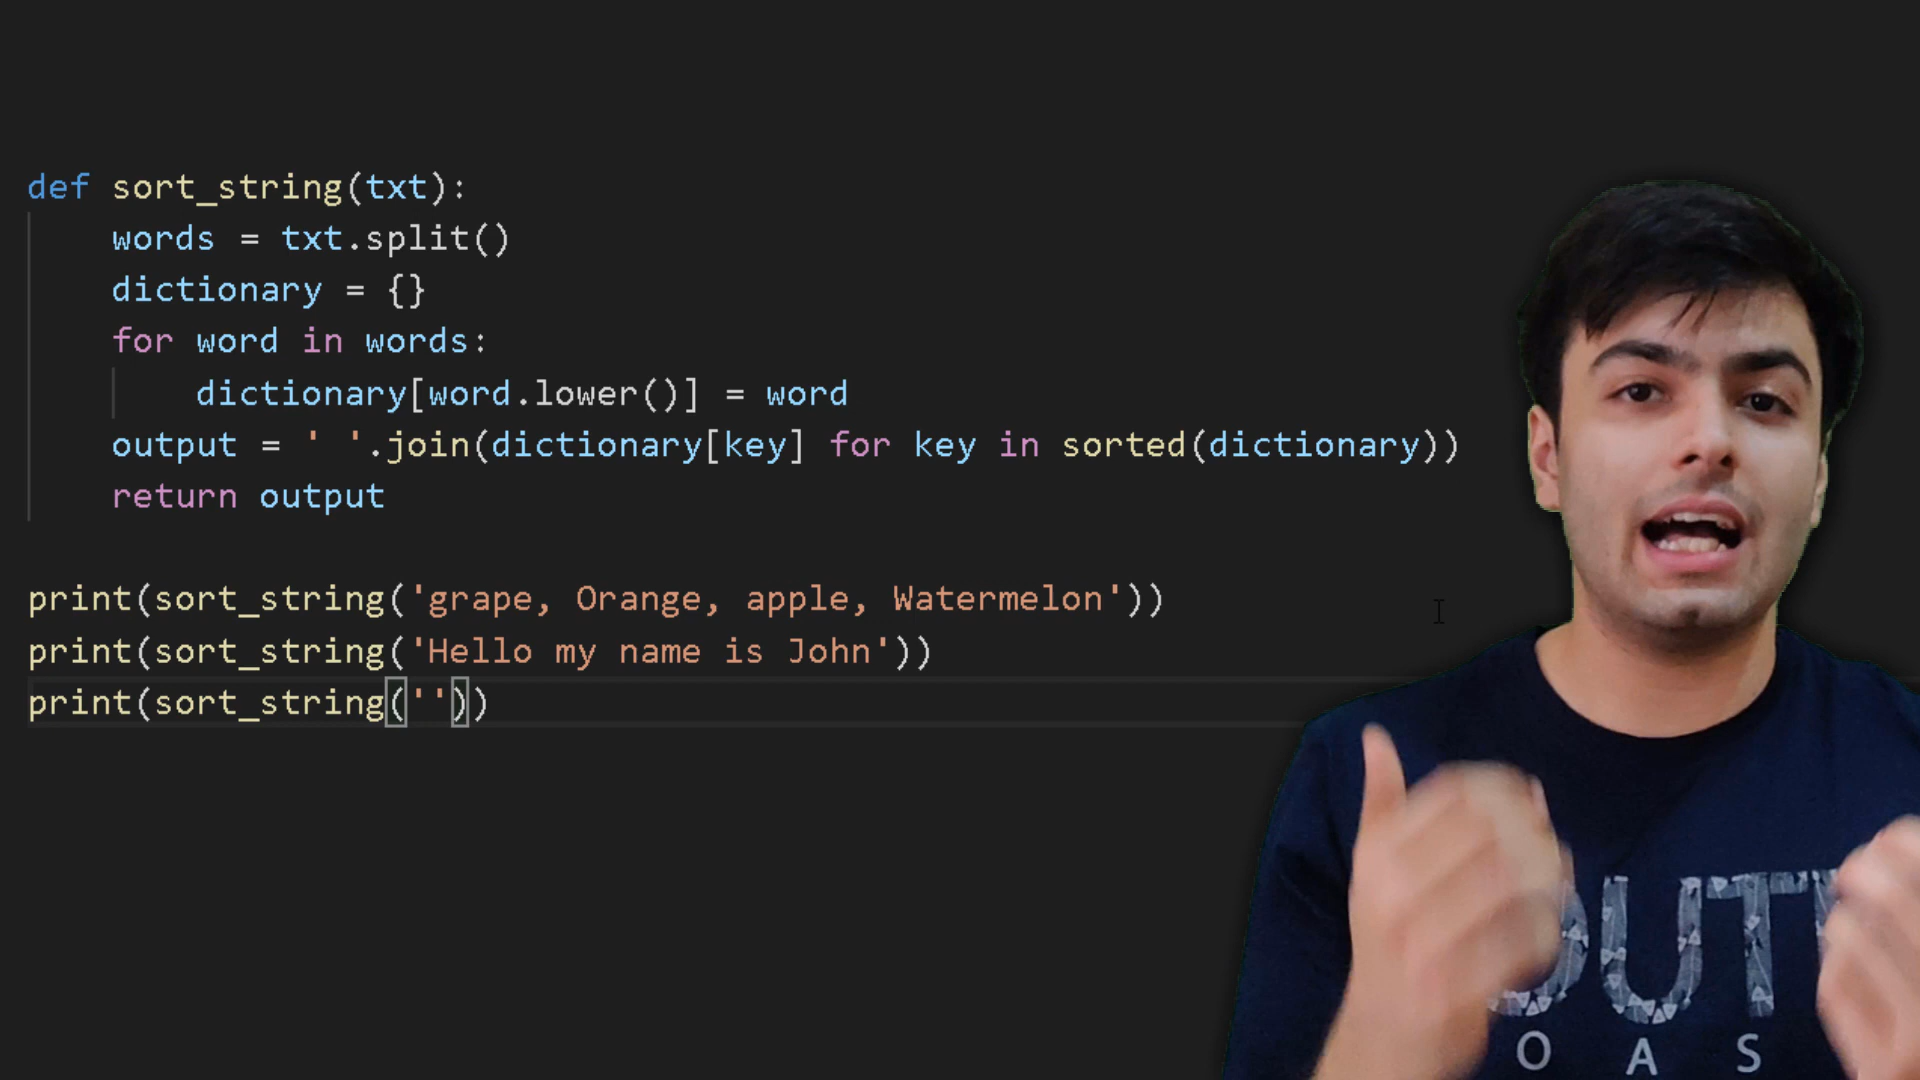 def sort_string(txt):
    words = txt.split()
    dictionary = {}
    for word in words:
        dictionary[word.lower()] = word
    output = ' '.join(dictionary[key] for key in sorted(dictionary))
    return output
print(sort_string('grape, Orange, apple, Watermelon'))
print(sort_string('Hello my name is John'))
print(sort_string(''))
O A S